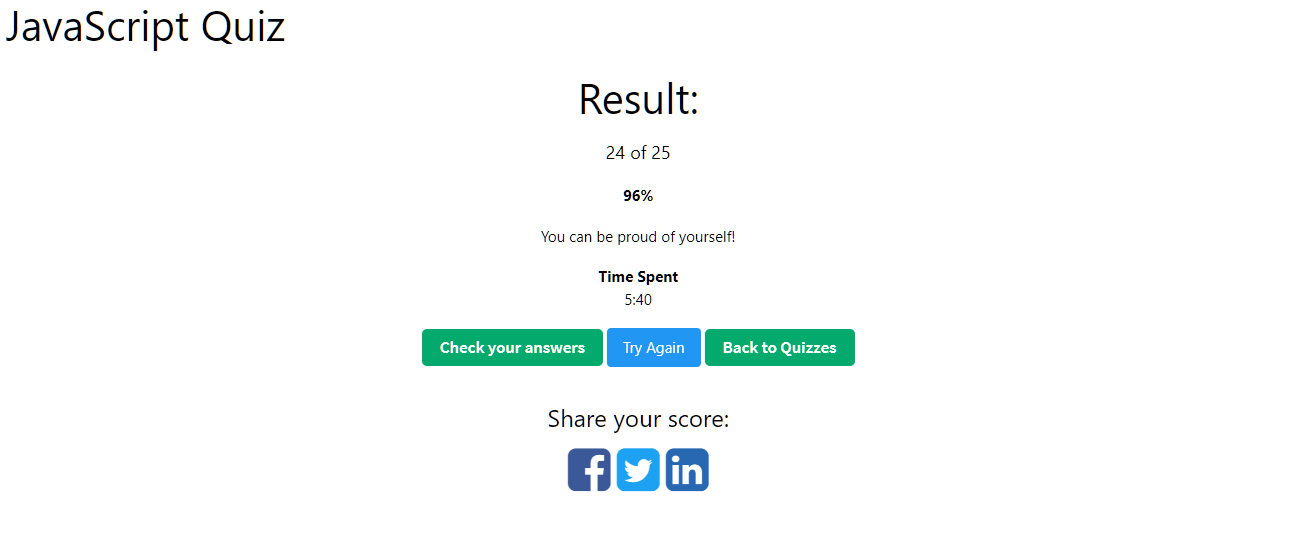 JavaScript Quiz
Result:
24 of 25
96%
You can be proud of yourself!
Time Spent
5:40
Check your answers Try Again Back to Quizzes
Share your score:
f in